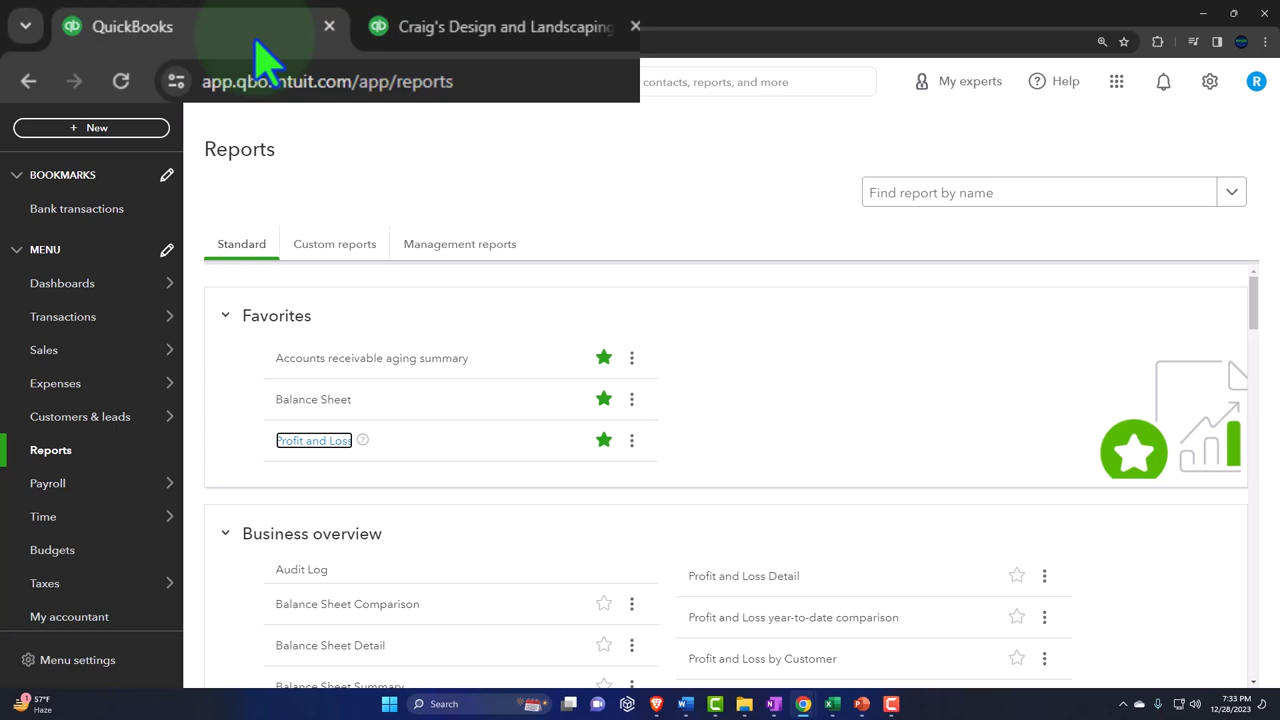 QuickBooks
Craig's Design and Landscaping
app.qbo.intuit.com/app/reports
contacts, reports, and more
My experts
Help
R
+ New
BOOKMARKS
Bank transactions
MENU
Dashboards
Transactions
Sales
Expenses
Customers & leads
Reports
Payroll
Time
Budgets
Taxes
My accountant
Menu settings
Reports
Find report by name
Standard
Custom reports
Management reports
Favorites
Accounts receivable aging summary
Balance Sheet
Profit and Loss
Business overview
Audit Log
Balance Sheet Comparison
Balance Sheet Detail
Balance Sheet Summary
Profit and Loss Detail
Profit and Loss year-to-date comparison
Profit and Loss by Customer
57°F
Haze
Search
7:33 PM
12/28/2023